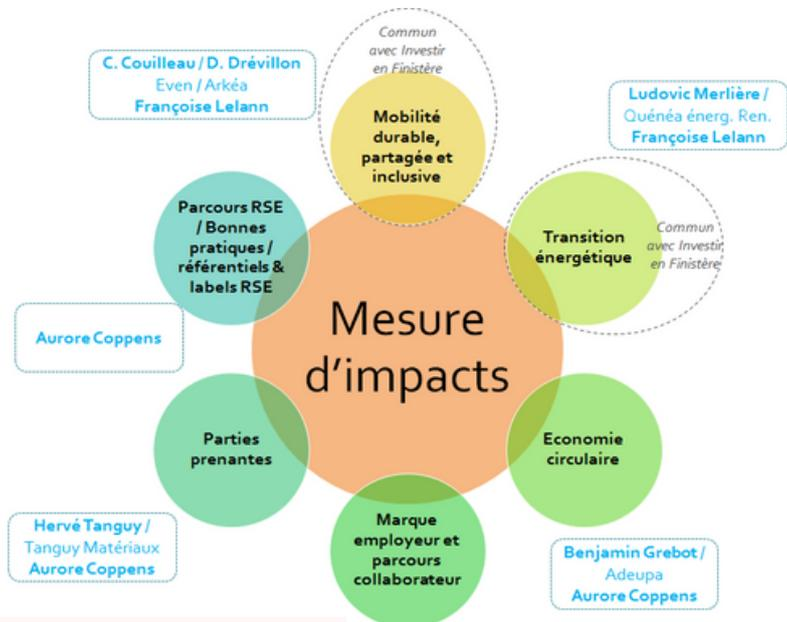 Commun
avec Investir
en Finistère
C. Couilleau / D. Drévillon
Even / Arkéa
Françoise Lelann
Ludovic Merlière /
Quénéa énerg. Ren.
Françoise Lelann
Mobilité
durable,
partagée et
inclusive
Parcours RSE
/ Bonnes
pratiques /
référentiels &
labels RSE
Transition
énergétique
Commun
avec Investir
en Finistère
Mesure
d'impacts
Aurore Coppens
Parties
prenantes
Economie
circulaire
Hervé Tanguy /
Tanguy Matériaux
Aurore Coppens
Marque
employeur et
parcours
collaborateur
Benjamin Grebot /
Adeupa
Aurore Coppens